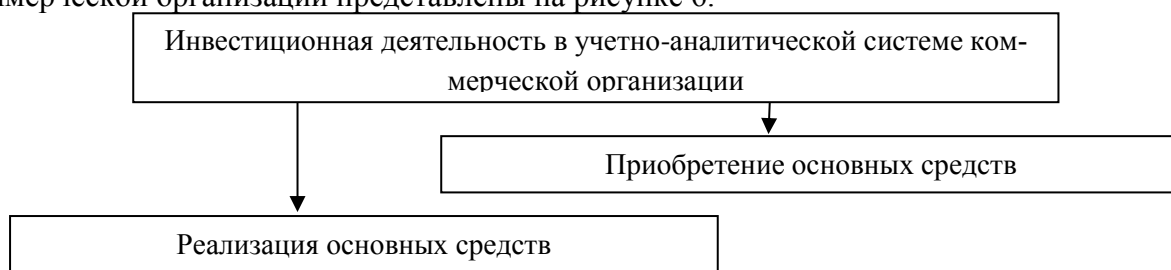 мерческой организации представлены на рисунке 6.
Инвестиционная деятельность в учетно-аналитической системе ком-
мерческой организации
Приобретение основных средств
Реализация основных средств